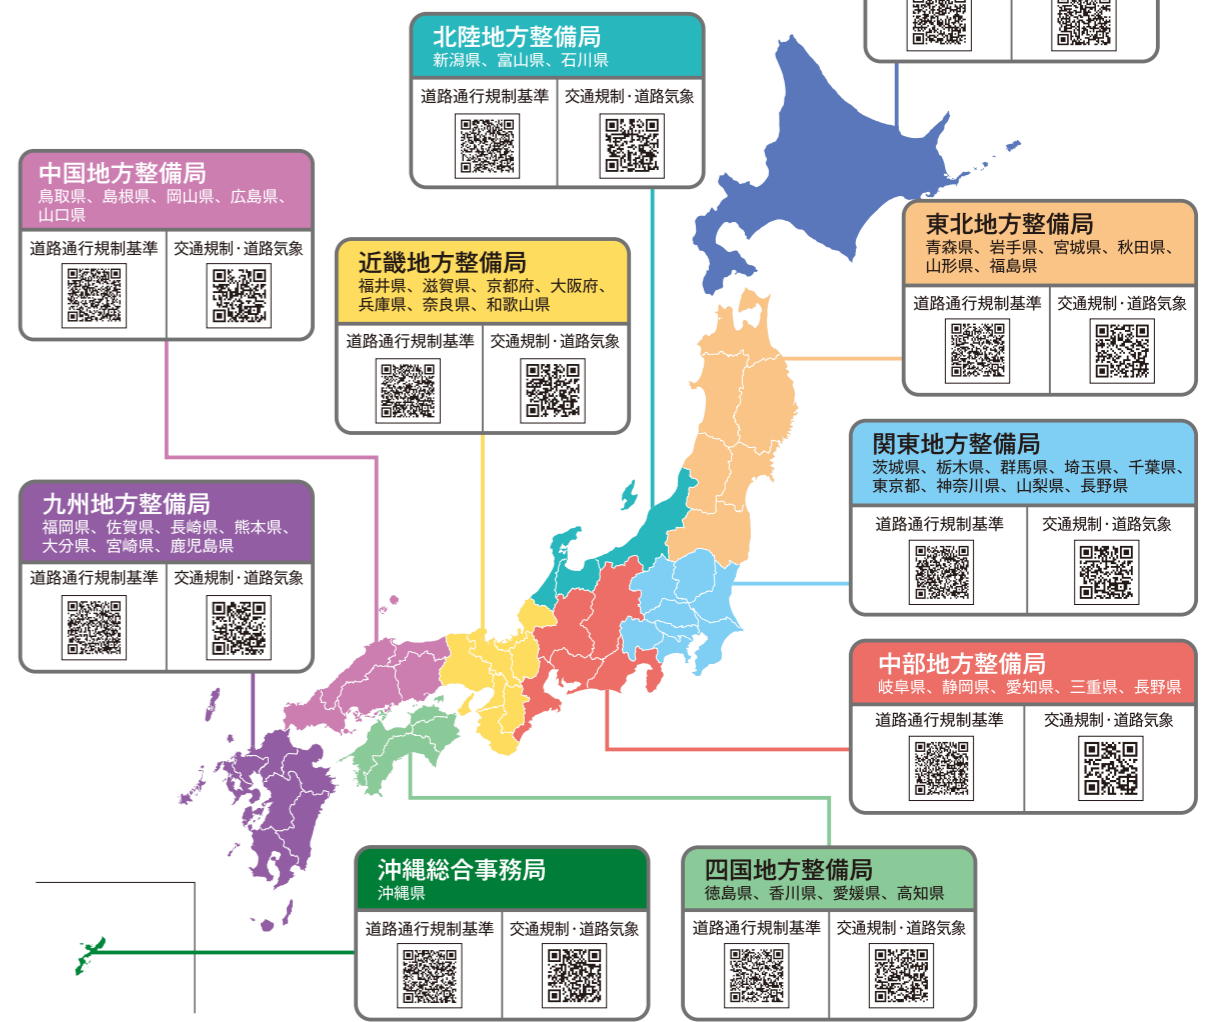 北陸地方整備局
新潟県、富山県、石川県
道路通行規制基準
交通規制・道路気象
中国地方整備局
鳥取県、島根県、岡山県、広島県、
山口県
道路通行規制基準
交通規制・道路気象
東北地方整備局
青森県、岩手県、宮城県、秋田県、
山形県、福島県
道路通行規制基準
交通規制・道路気象
近畿地方整備局
福井県、滋賀県、京都府、大阪府、
兵庫県、奈良県、和歌山県
道路通行規制基準
交通規制・道路気象
関東地方整備局
茨城県、栃木県、群馬県、埼玉県、千葉県、
東京都、神奈川県、山梨県、長野県
道路通行規制基準
交通規制・道路気象
九州地方整備局
福岡県、佐賀県、長崎県、熊本県、
大分県、宮崎県、鹿児島県
道路通行規制基準
交通規制・道路気象
中部地方整備局
岐阜県、静岡県、愛知県、三重県、長野県
道路通行規制基準
交通規制・道路気象
沖縄総合事務局
沖縄県
道路通行規制基準
交通規制・道路気象
四国地方整備局
徳島県、香川県、愛媛県、高知県
道路通行規制基準
交通規制・道路気象